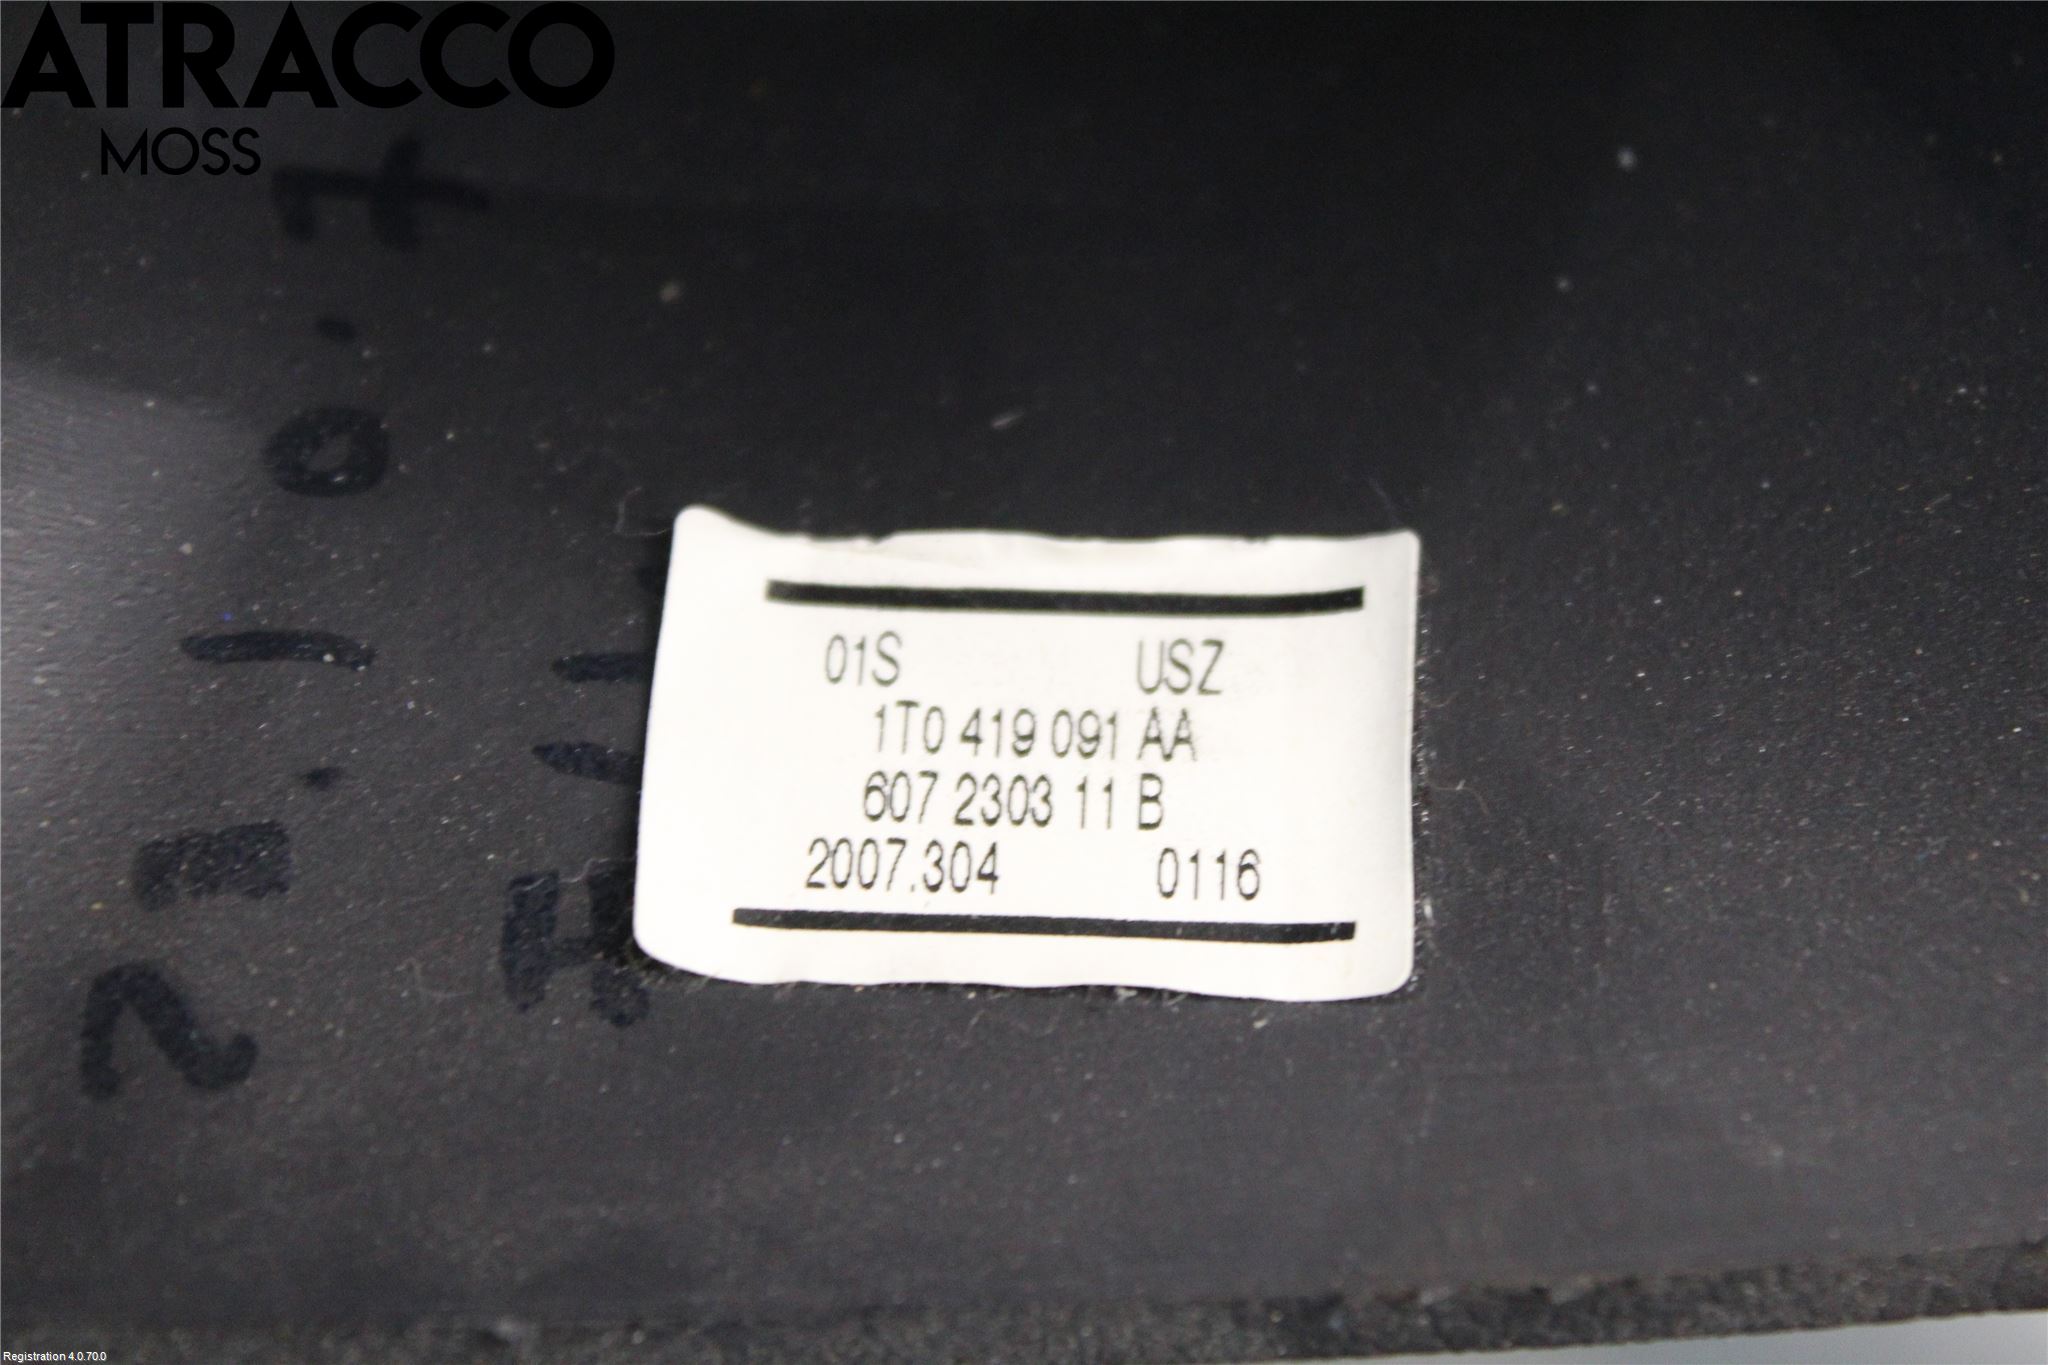 ATRACCO
MOSS
01S USZ
1T0 419 091 AA
607 2303 11 B
2007.304 0116
Registration 4.0.70.0